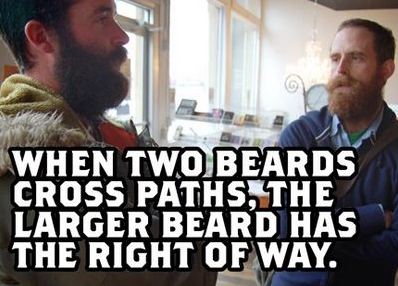 WHEN TWO BEARDS
CROSS PATHS, THE
LARGER BEARD HAS
THE RIGHT OF WAY.